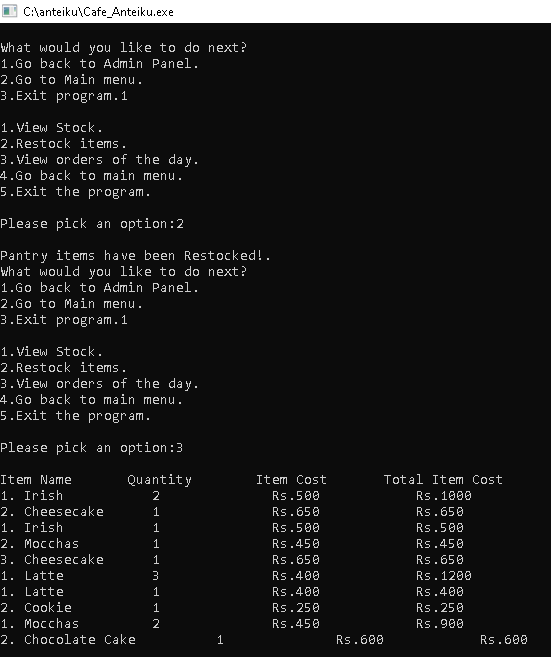 C:\anteiku\Cafe_Anteiku.exe
What would you like to do next?
1.Go back to Admin Panel.
2.Go to Main menu.
3.Exit program.1
1.View Stock.
2.Restock items.
3.View orders of the day.
4.Go back to main menu.
5.Exit the program.
Please pick an option:2
Pantry items have been Restocked!.
What would you like to do next?
1.Go back to Admin Panel.
2.Go to Main menu.
3.Exit program.1
1.View Stock.
2.Restock items.
3.View orders of the day.
4.Go back to main menu.
5.Exit the program.
Please pick an option:3
Item Name Quantity Item Cost Total Item Cost
1. Irish 2 Rs.500 Rs.1000
2. Cheesecake 1 Rs.650 Rs.650
1. Irish 1 Rs.500 Rs.500
2. Mocchas 1 Rs.450 Rs.450
3. Cheesecake 1 Rs.650 Rs.650
1. Latte 3 Rs.400 Rs.1200
1. Latte 1 Rs.400 Rs.400
2. Cookie 1 Rs.250 Rs.250
1. Mocchas 2 Rs.450 Rs.900
2. Chocolate Cake 1 Rs.600 Rs.600